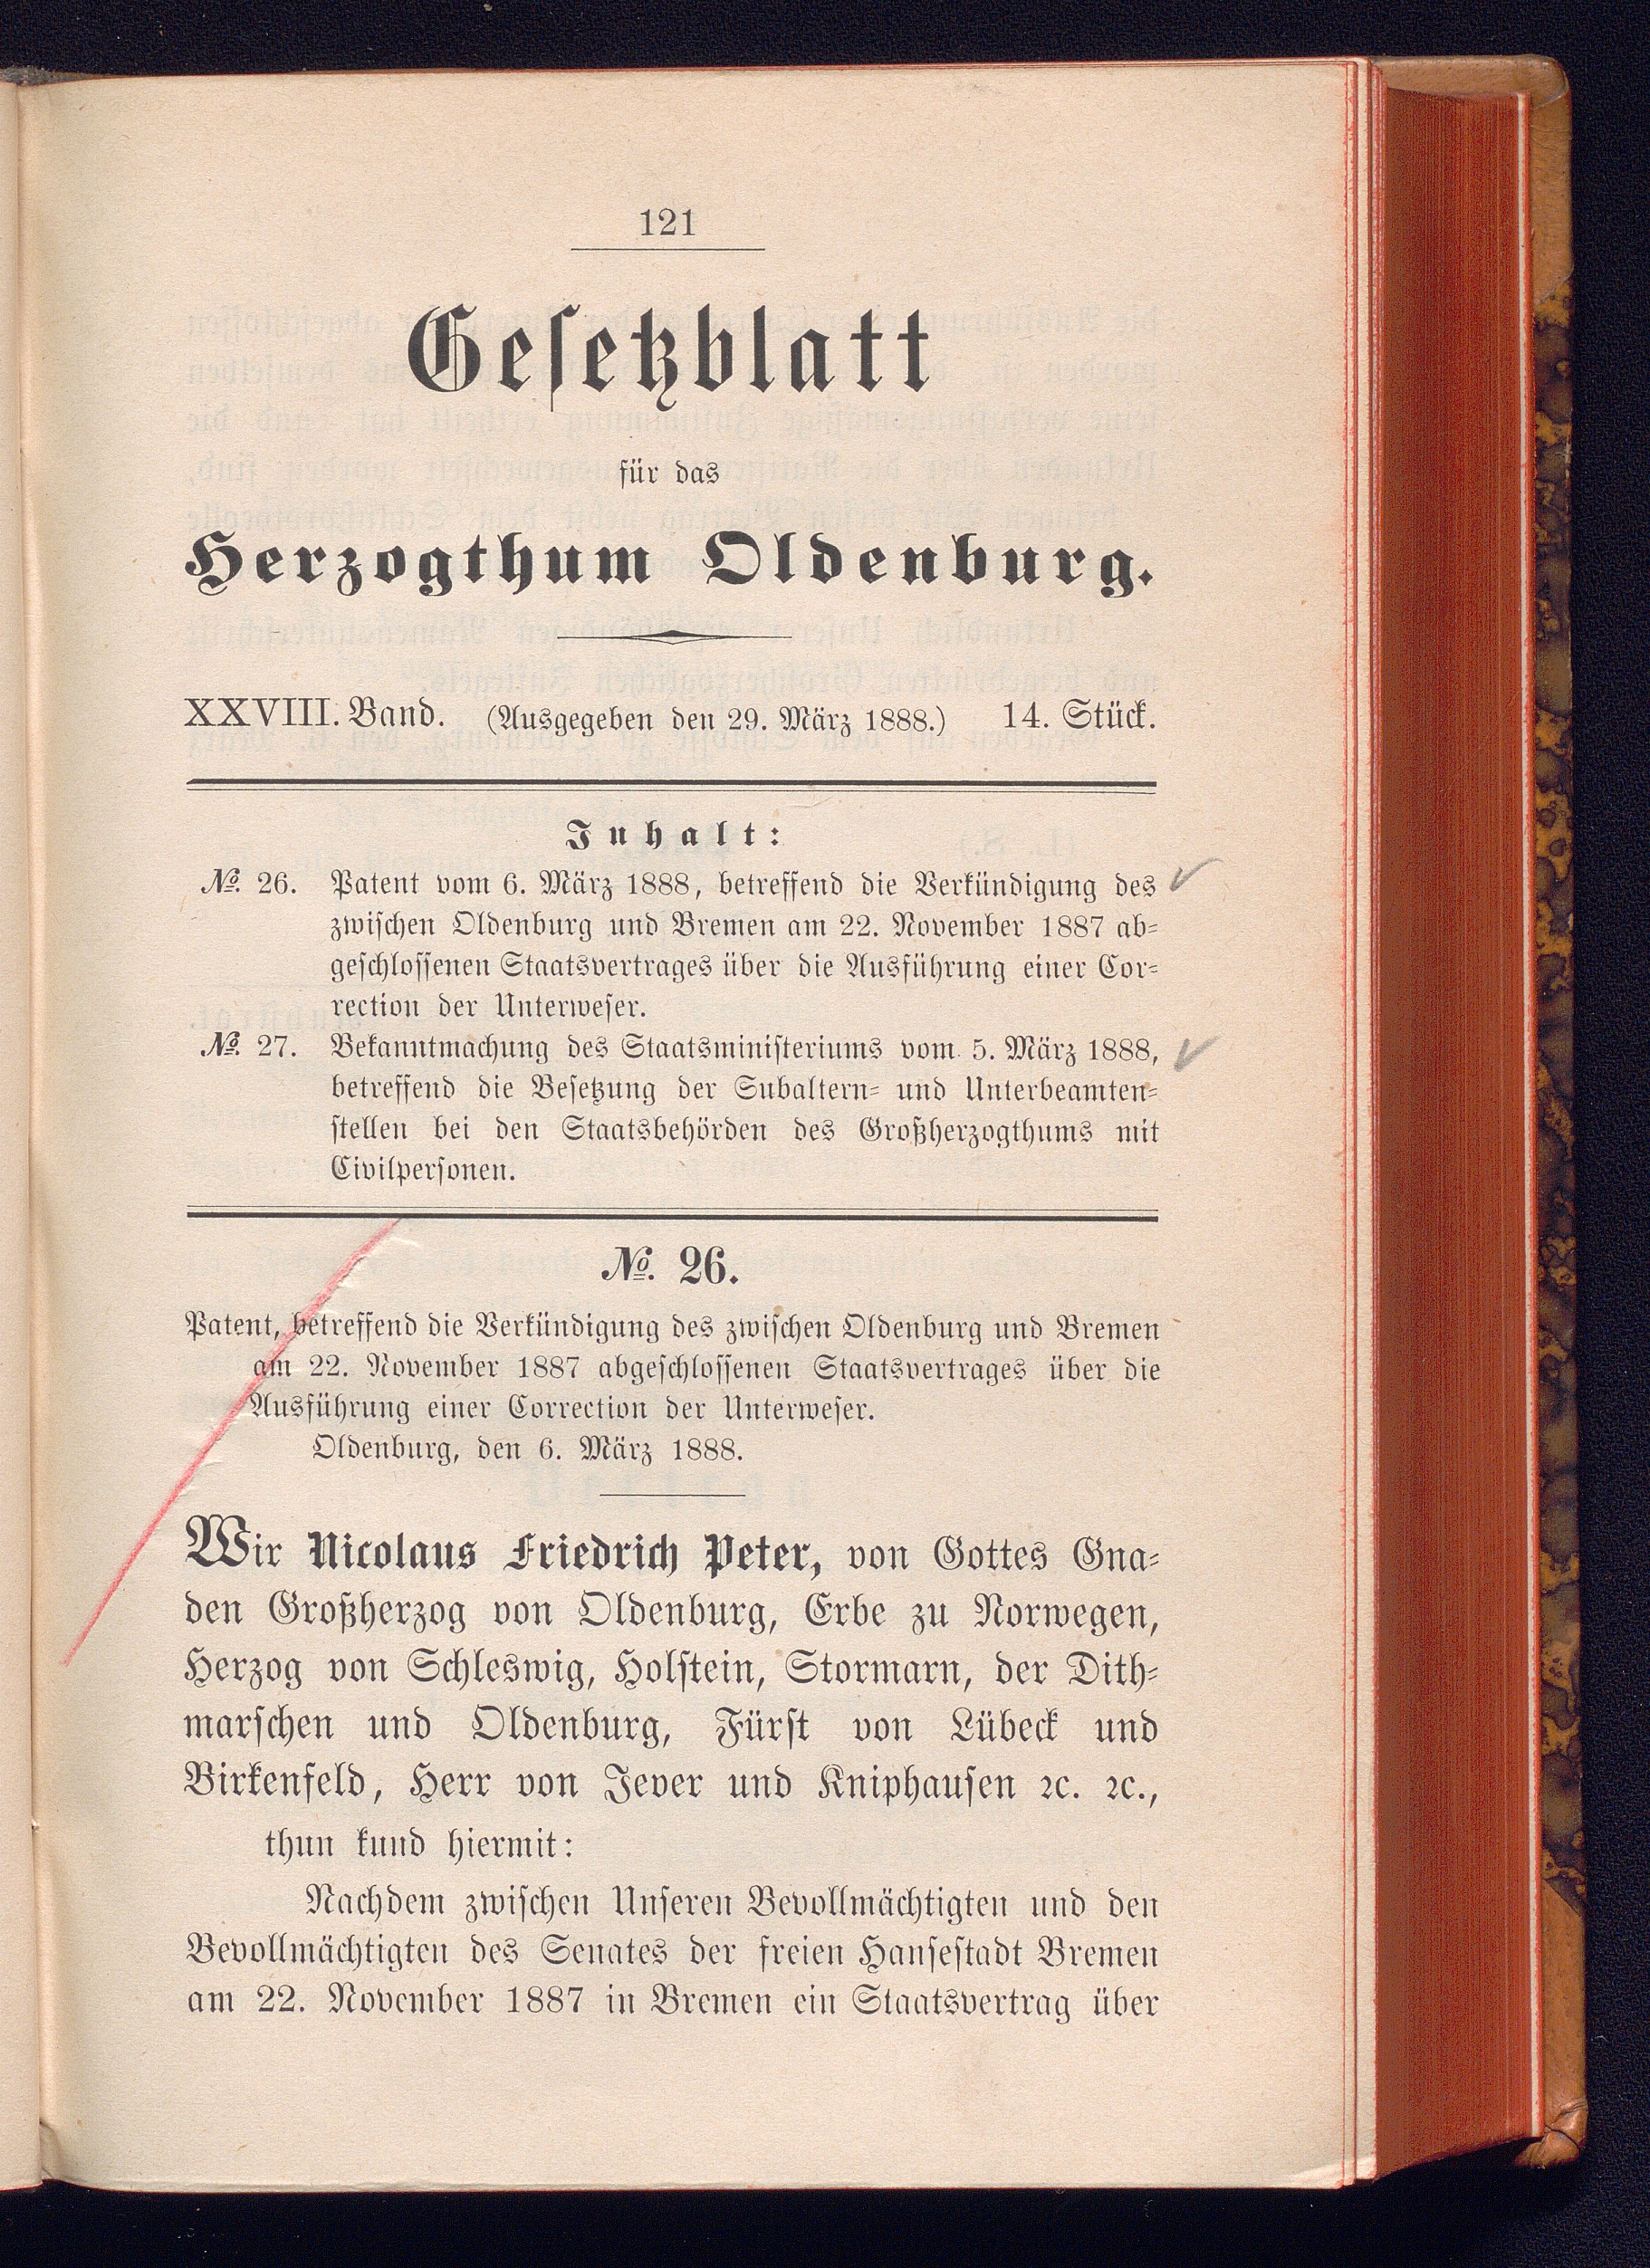 121
Gesetzblatt
für das
Herzogthum Oldenburg.
XXVIII. Band. (Ausgegeben den 29. März 1888.) 14. Stück.
Inhalt:
№. 26. Patent vom 6. März 1888, betreffend die Verkündigung des
zwischen Oldenburg und Bremen am 22. November 1887 ab-
geschlossenen Staatsvertrages über die Ausführung einer Cor-
rection der Unterweser.
№. 27. Bekanntmachung des Staatsministeriums vom 5. März 1888,
betreffend die Besetzung der Subaltern- und Unterbeamten-
stellen bei den Staatsbehörden des Großherzogthums mit
Civilpersonen.
№. 26.
Patent, betreffend die Verkündigung des zwischen Oldenburg und Bremen
am 22. November 1887 abgeschlossenen Staatsvertrages über die
Ausführung einer Correction der Unterweser.
Oldenburg, den 6. März 1888.
Wir Nicolaus Friedrich Peter, von Gottes Gna-
den Großherzog von Oldenburg, Erbe zu Norwegen,
Herzog von Schleswig, Holstein, Stormarn, der Dith-
marschen und Oldenburg, Fürst von Lübeck und
Birkenfeld, Herr von Jever und Kniphausen ꝛc. ꝛc.,
thun kund hiermit:
Nachdem zwischen Unseren Bevollmächtigten und den
Bevollmächtigten des Senates der freien Hansestadt Bremen
am 22. November 1887 in Bremen ein Staatsvertrag über